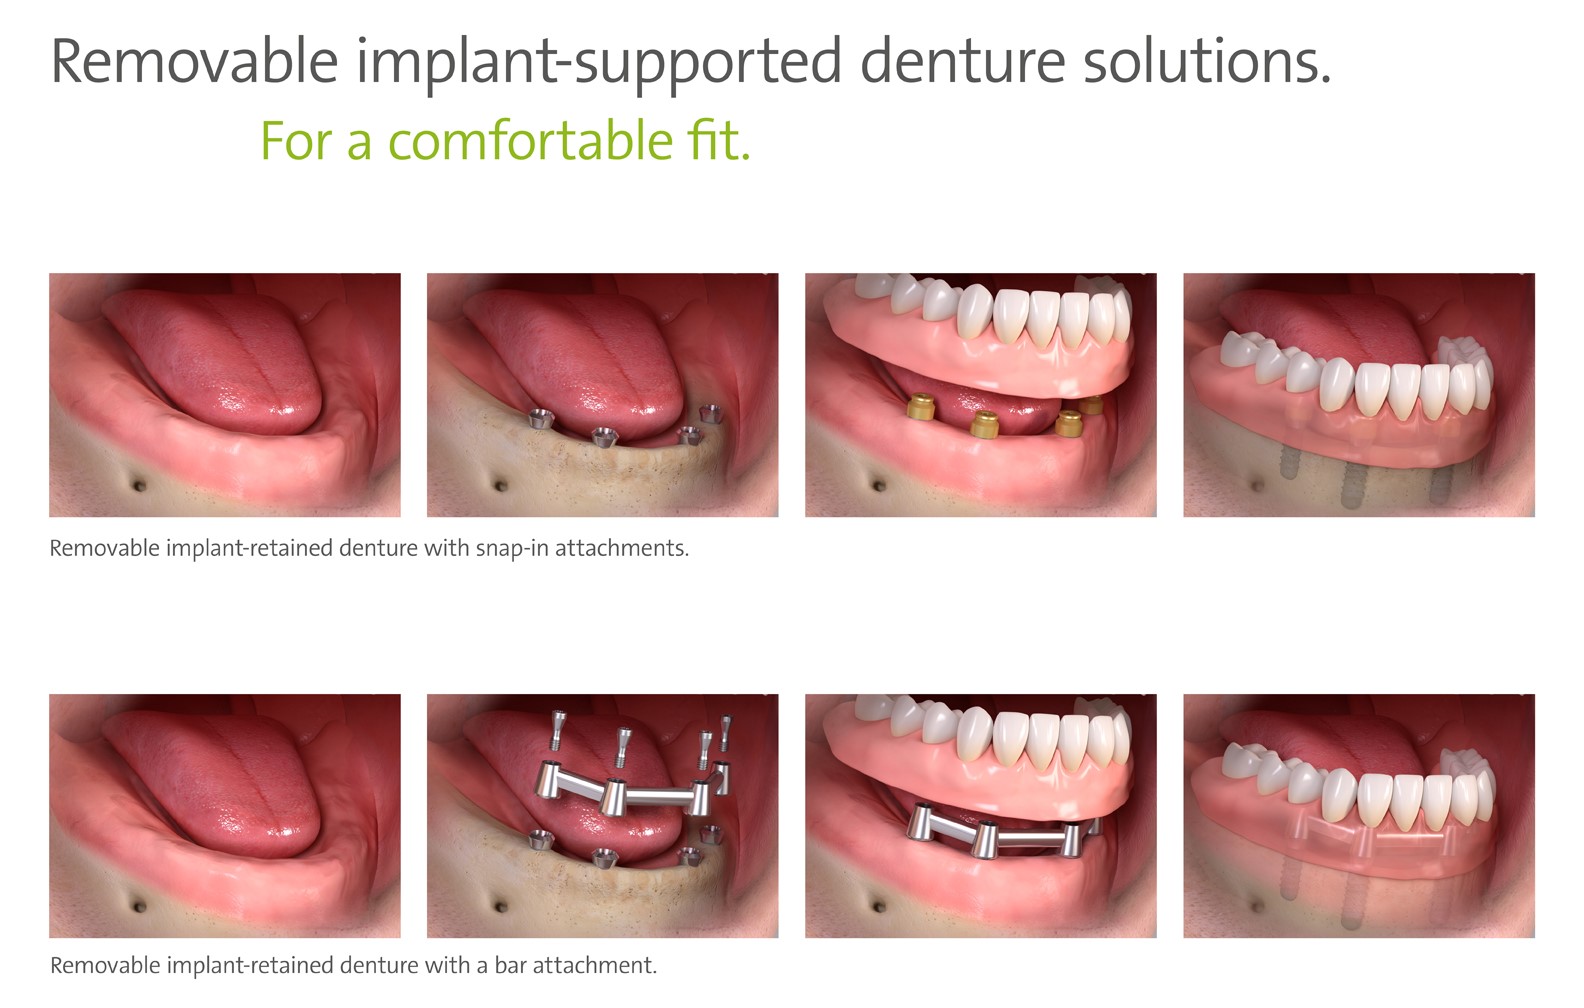 Removable implant-supported denture solutions.
For a comfortable fit.
Removable implant-retained denture with snap-in attachments.
Removable implant-retained denture with a bar attachment.